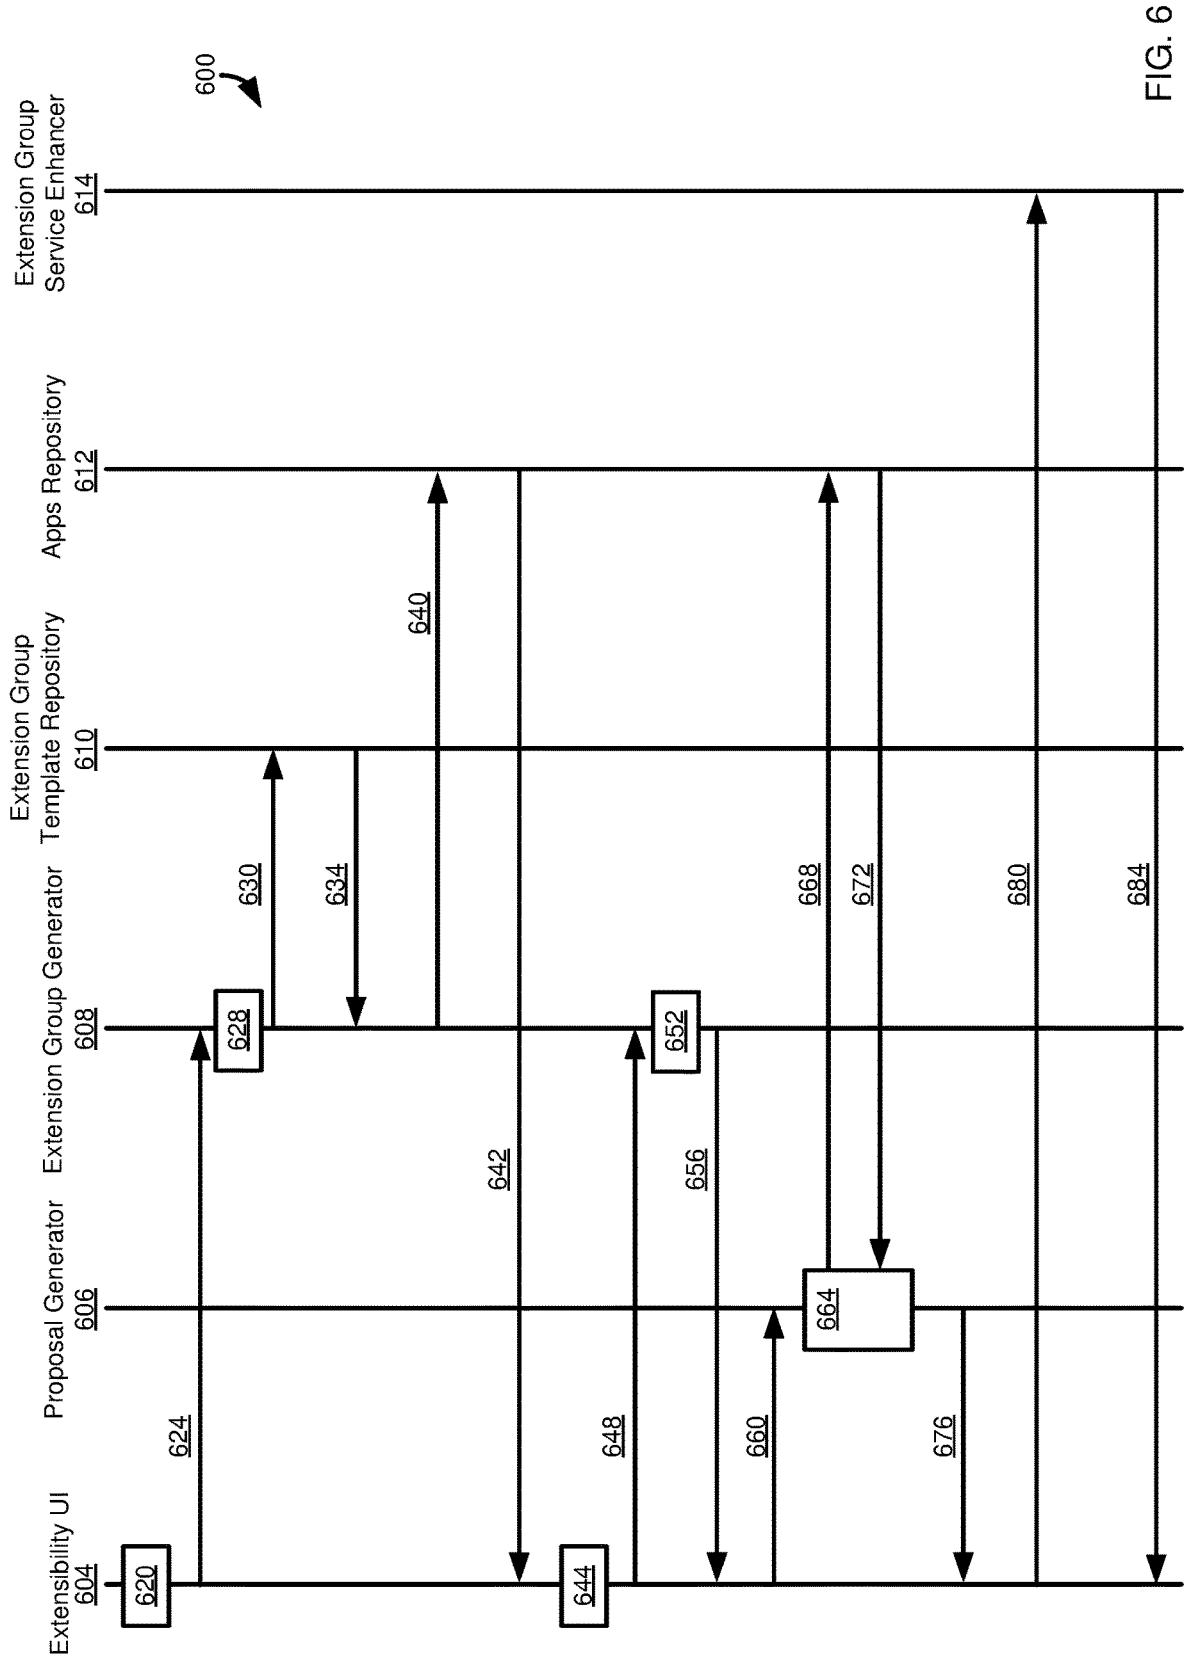 600
Extensibility UI
604
Proposal Generator
606
Extension Group Generator
608
Extension Group
Template Repository
610
Apps Repository
612
Extension Group
Service Enhancer
614
620
624
628
630
634
640
642
644
648
652
656
660
664
668
672
676
680
684
FIG. 6